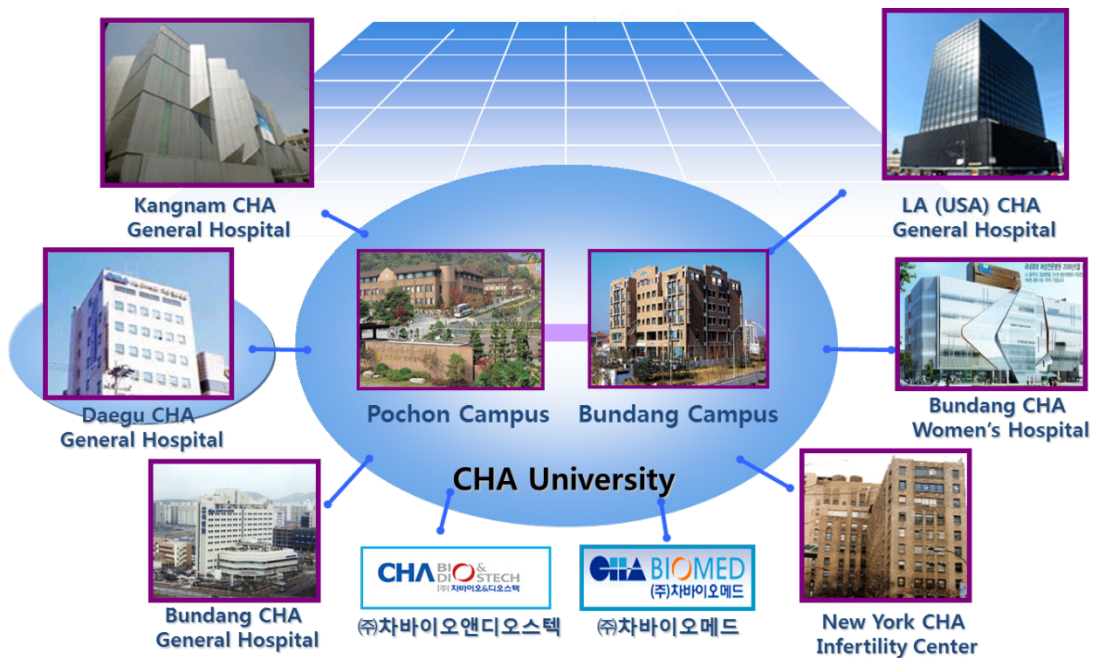 Kangnam CHA
General Hospital
LA (USA) CHA
General Hospital
Daegu CHA
General Hospital
Pochon Campus
Bundang Campus
Bundang CHA
Women's Hospital
CHA University
Bundang CHA
General Hospital
CHA BIO &
DIOSTECH
(주)차바이오&디오스텍
㈜차바이오앤디오스텍
CHA BIOMED
(주)차바이오메드
㈜차바이오메드
New York CHA
Infertility Center